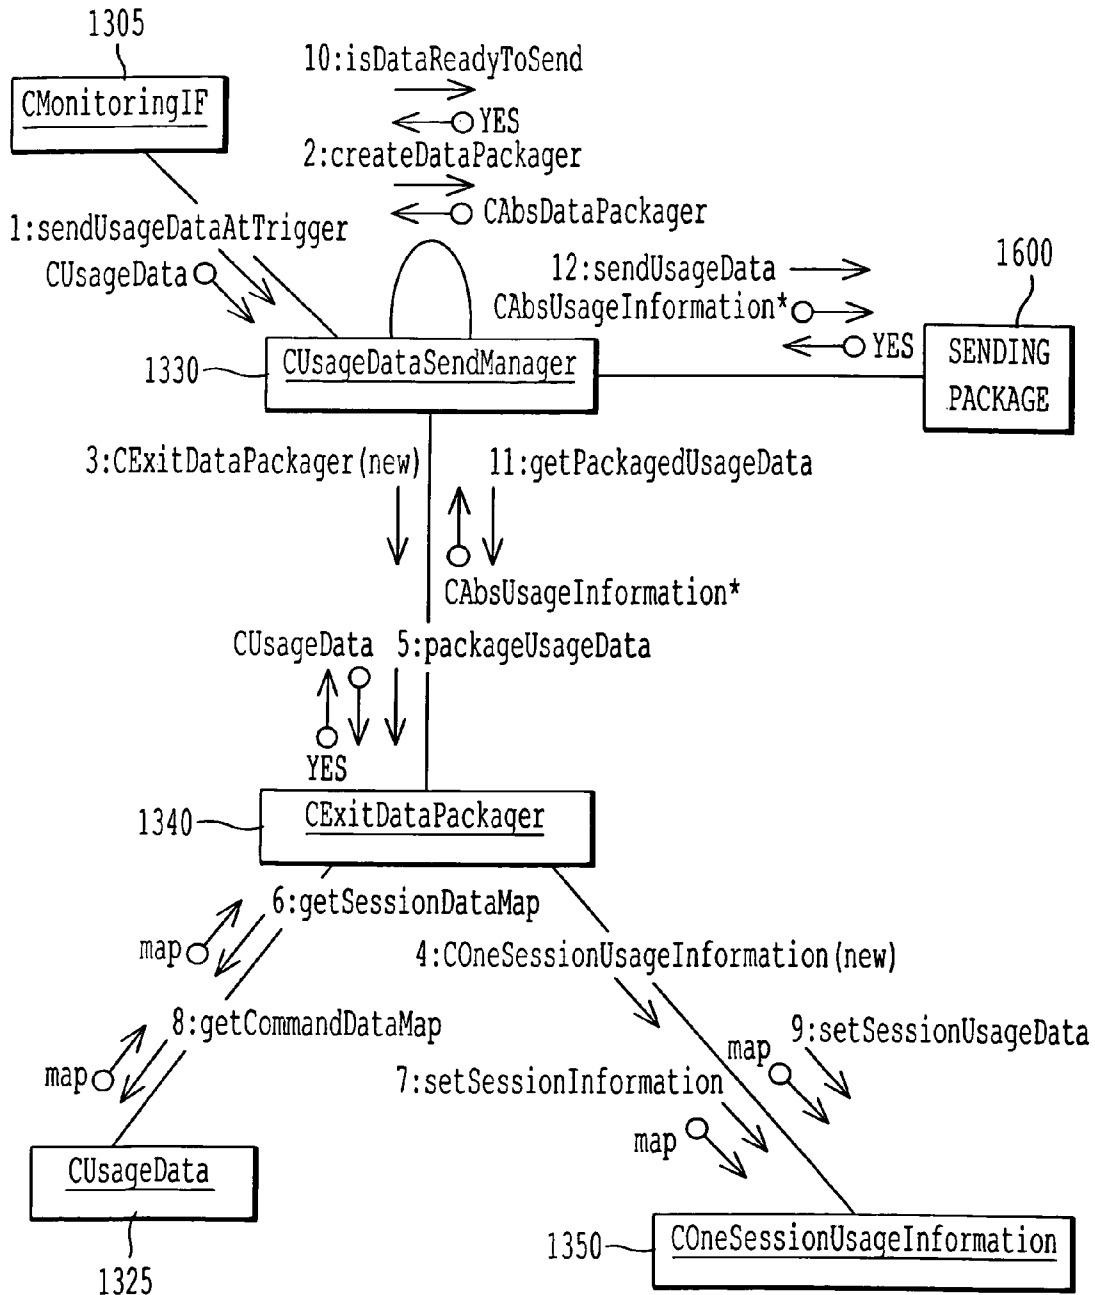 1305
10:isDataReadyToSend
CMonitoringIF
YES
2:createDataPackager
CAbsDataPackager
1:sendUsageDataAtTrigger
CUsageData
12:sendUsageData
1600
CAbsUsageInformation*
YES
1330
CUsageDataSendManager
SENDING
PACKAGE
3:CExitDataPackager(new)
11:getPackagedUsageData
CAbsUsageInformation*
CUsageData
5:packageUsageData
YES
1340
CExitDataPackager
6:getSessionDataMap
map
4:COneSessionUsageInformation(new)
8:getCommandDataMap
9:setSessionUsageData
map
map
7:setSessionInformation
map
CUsageData
1350
COneSessionUsageInformation
1325